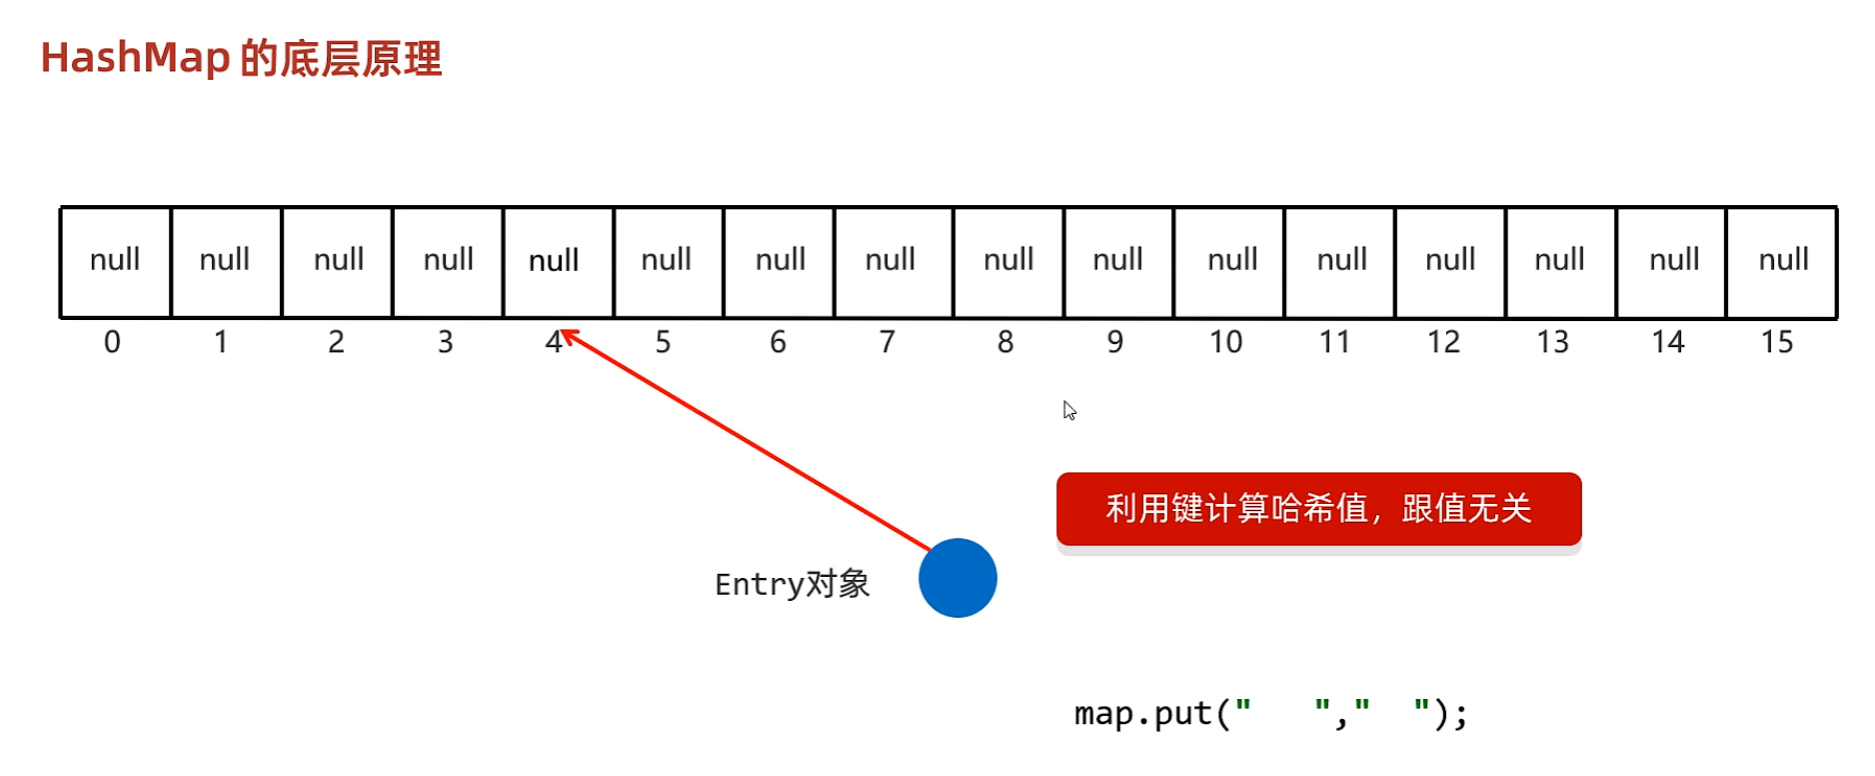 HashMap 的底层原理
null null null null null null null null null null null null null null null null
0 1 2 3 4 5 6 7 8 9 10 11 12 13 14 15
利用键计算哈希值，跟值无关
Entry对象
map.put("   ","  ");